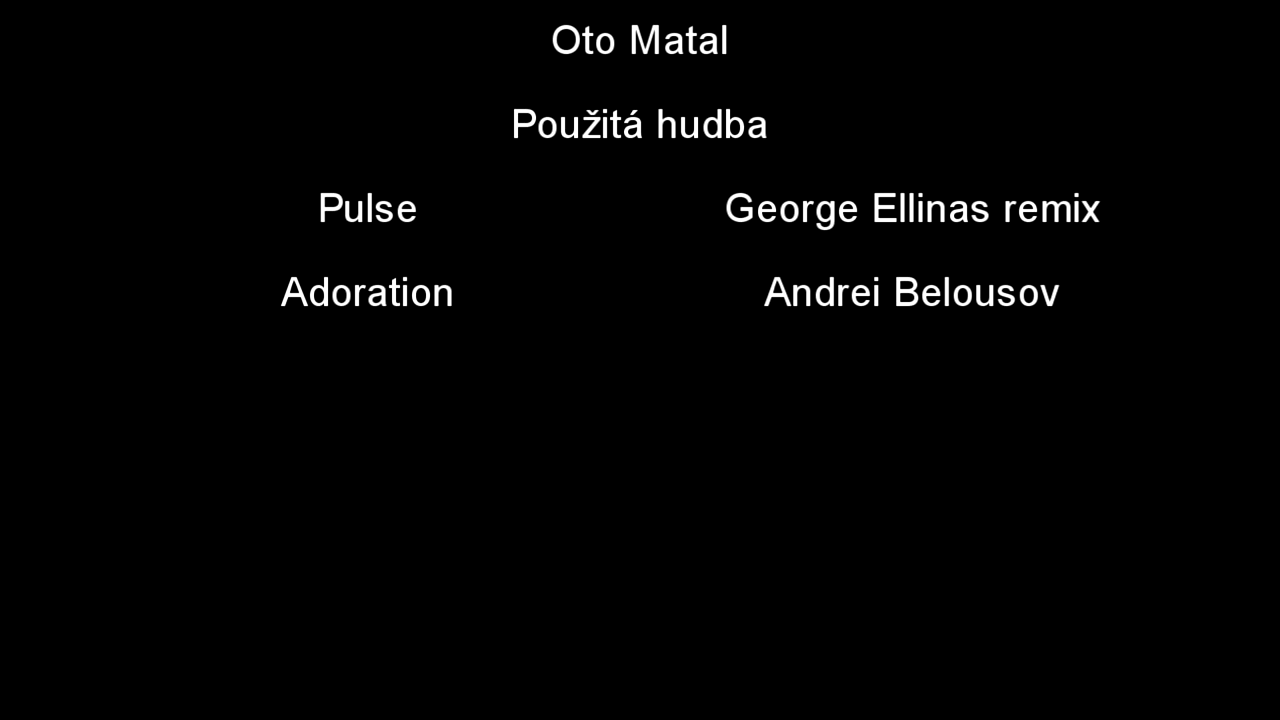 Oto Matal
Použitá hudba
Pulse George Ellinas remix
Adoration Andrei Belousov